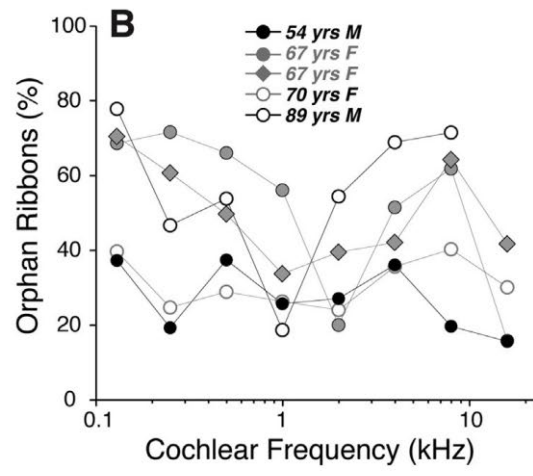 B
100
80
60
40
20
0
0.1
1
10
Orphan Ribbons (%)
Cochlear Frequency (kHz)
54 yrs M
67 yrs F
67 yrs F
70 yrs F
89 yrs M